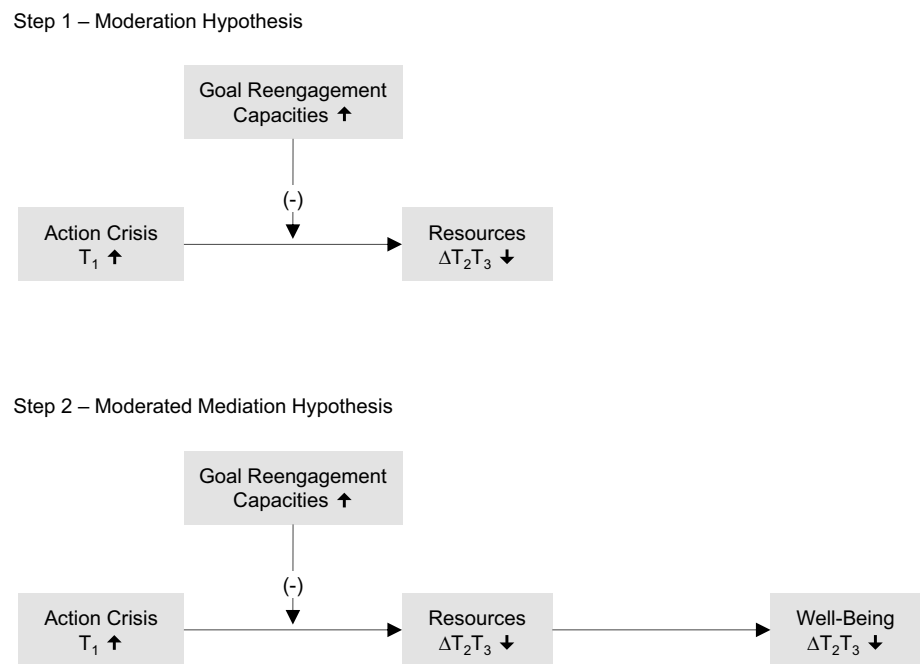 Step 1 – Moderation Hypothesis
Goal Reengagement
Capacities ↑
(-)
Action Crisis
T₁ ↑
Resources
ΔT₂T₃ ↓
Step 2 – Moderated Mediation Hypothesis
Goal Reengagement
Capacities ↑
(-)
Action Crisis
T₁ ↑
Resources
ΔT₂T₃ ↓
Well-Being
ΔT₂T₃ ↓